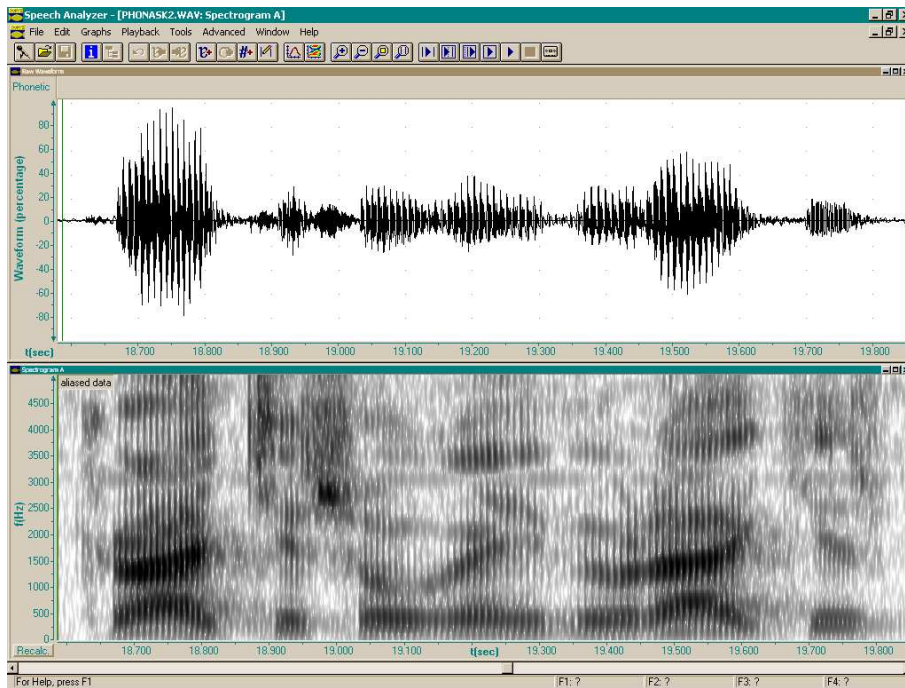 Speech Analyzer - [PHONASK2.WAV: Spectrogram A]
File Edit Graphs Playback Tools Advanced Window Help
Raw Waveform
Phonetic
Waveform (percentage)
80
60
40
20
0
-20
-40
-60
-80
t(sec) 18.700 18.800 18.900 19.000 19.100 19.200 19.300 19.400 19.500 19.600 19.700 19.800
Spectrogram A
aliased data
f(Hz)
4500
4000
3500
3000
2500
2000
1500
1000
500
0
Recalc. 18.700 18.800 18.900 19.000 19.100 t(sec) 19.300 19.400 19.500 19.600 19.700 19.800
For Help, press F1 F1: ? F2: ? F3: ? F4: ?